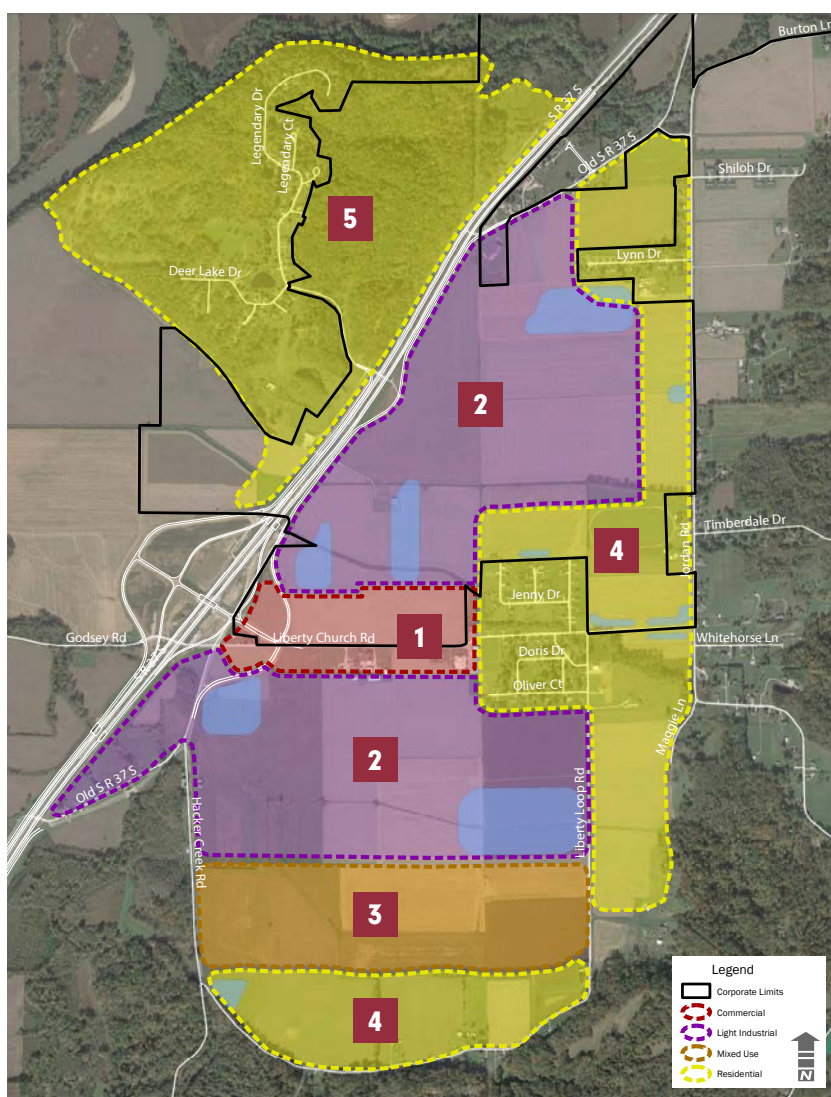 Burton Ln
S R 37 S
Legendary Dr
Legendary Ct
Old S R 37 S
Shiloh Dr
5
Lynn Dr
Deer Lake Dr
2
Timberdale Dr
Jordan Rd
4
Jenny Dr
Godsey Rd
Liberty Church Rd
1
Whitehorse Ln
Doris Dr
S R 37 S
Oliver Ct
Maggie Ln
2
Old S R 37 S
Hacker Creek Rd
Liberty Loop Rd
3
4
Legend
Corporate Limits
Commercial
Light Industrial
Mixed Use
Residential
N